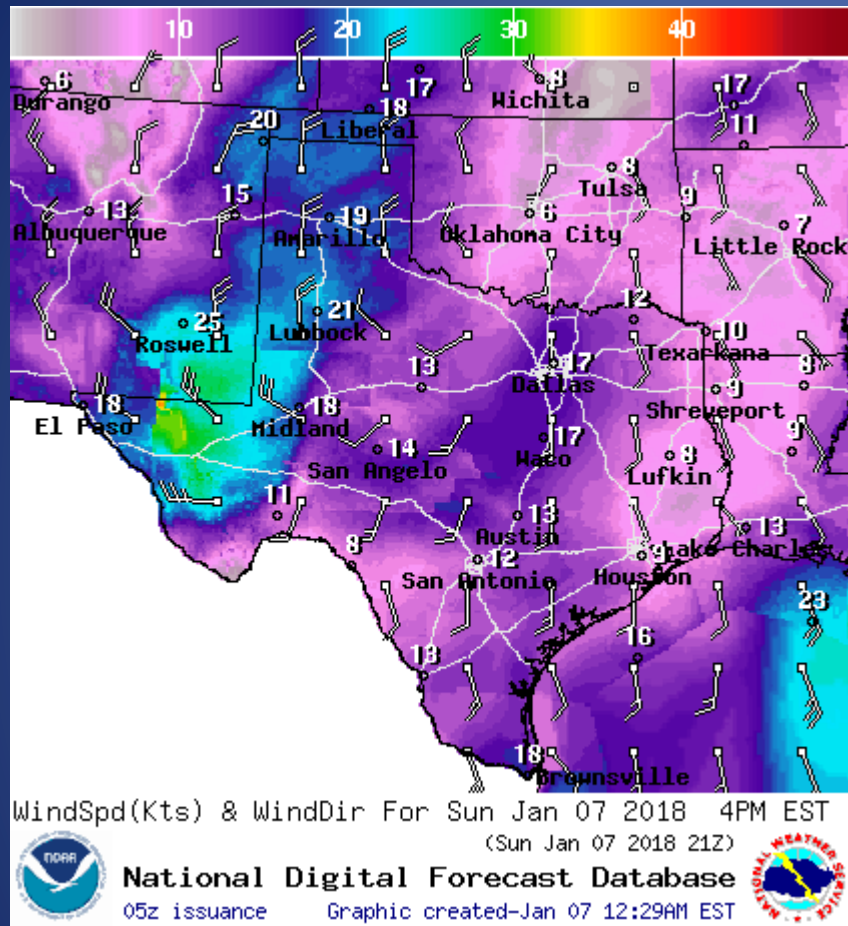 10 20 30 40
6 17 8 17
Durango Wichita
18
Liberal
20 11
8
Tulsa
13 15 19 6 9 7
Albuquerque Amarillo Oklahoma City Little Rock
25 21 12 10
Roswell Lubbock Texarkana
13 17 8
Dallas
18 18 9
El Paso Midland Shreveport
14 17 8 9
San Angelo Waco Lufkin
11 13 13
Austin Lake Charles
8 12 9
San Antonio Houston
23
16
13
18
Brownsville
WindSpd(Kts) & WindDir For Sun Jan 07 2018 4PM EST
(Sun Jan 07 2018 21Z)
NOAA
National Digital Forecast Database
05z issuance Graphic created-Jan 07 12:29AM EST
NATIONAL WEATHER SERVICE